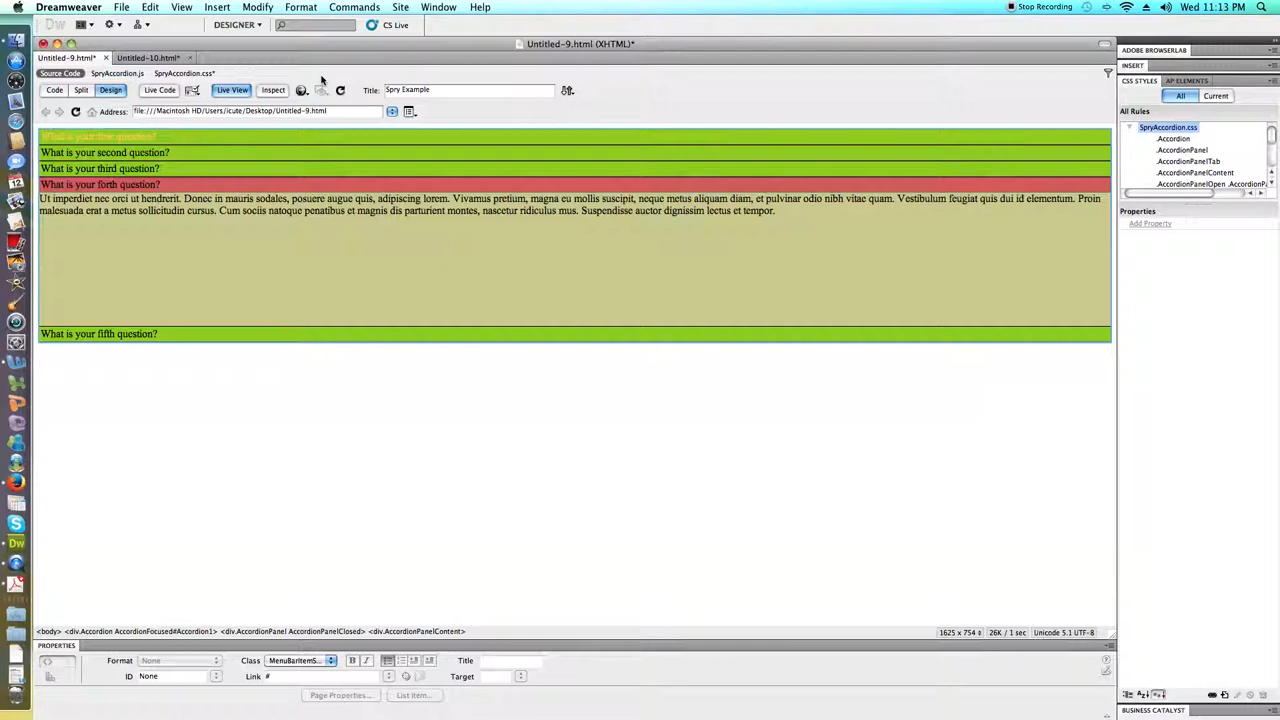 Dreamweaver File Edit View Insert Modify Format Commands Site Window Help Stop Recording Wed 11:13 PM
Dw DESIGNER CS Live
Untitled-9.html (XHTML)*
Untitled-9.html* × Untitled-10.html* ×
Source Code SpryAccordion.js SpryAccordion.css*
Code Split Design Live Code Live View Inspect Title: Spry Example
Address: file:///Macintosh HD/Users/icute/Desktop/Untitled-9.html
What is your first question?
What is your second question?
What is your third question?
What is your forth question?
Ut imperdiet nec orci ut hendrerit. Donec in mauris sodales, posuere augue quis, adipiscing lorem. Vivamus pretium, magna eu mollis suscipit, neque metus aliquam diam, et pulvinar odio nibh vitae quam. Vestibulum feugiat quis dui id elementum. Proin
malesuada erat a metus sollicitudin cursus. Cum sociis natoque penatibus et magnis dis parturient montes, nascetur ridiculus mus. Suspendisse auctor dignissim lectus et tempor.
What is your fifth question?
<body> <div.Accordion AccordionFocused#Accordion1> <div.AccordionPanel AccordionPanelClosed> <div.AccordionPanelContent>
1625 x 754 26K / 1 sec Unicode 5.1 UTF-8
PROPERTIES
Format None Class MenuBarItemS... B I Title
ID None Link # Target
Page Properties... List Item...
ADOBE BROWSERLAB
INSERT
CSS STYLES AP ELEMENTS
All Current
All Rules
SpryAccordion.css
.Accordion
.AccordionPanel
.AccordionPanelTab
.AccordionPanelContent
.AccordionPanelOpen .AccordionPa
Properties
Add Property
BUSINESS CATALYST
Dw